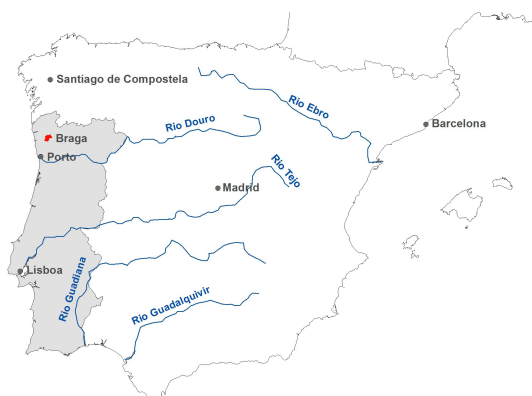 Santiago de Compostela
Rio Ebro
Barcelona
Rio Douro
Braga
Porto
Rio Tejo
Madrid
Lisboa
Rio Guadiana
Rio Guadalquivir